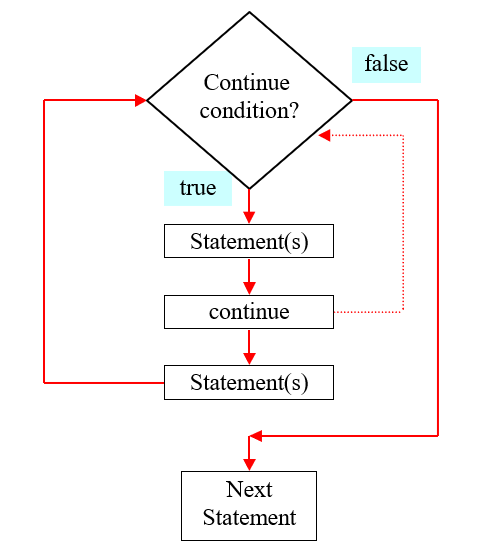 false
Continue
condition?
true
Statement(s)
continue
Statement(s)
Next
Statement